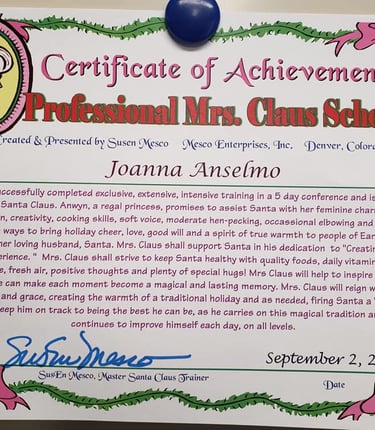 Certificate of Achievemen
Professional Mrs. Claus Scho
Created & Presented by Susen Mesco Mesco Enterprises, Inc. Denver, Colora
Joanna Anselmo
uccessfully completed exclusive, extensive, intensive training in a 5 day conference and is
Santa Claus. Anwyn, a regal princess, promises to assist Santa with her feminine charm
n, creativity, cooking skills, soft voice, moderate hen-pecking, occassional elbowing and
ways to bring holiday cheer, love, good will and a spirit of true warmth to people of Ear
er loving husband, Santa. Mrs. Claus shall support Santa in his dedication to "Creating
perience. " Mrs. Claus shall strive to keep Santa healthy with quality foods, daily vitamin
e, fresh air, positive thoughts and plenty of special hugs! Mrs Claus will help to inspire
e can make each moment become a magical and lasting memory. Mrs. Claus will reign w
and grace, creating the warmth of a traditional holiday and as needed, firing Santa a "
eep him on track to being the best he can be, as he carries on this magical tradition an
continues to improve himself each day, on all levels.
SusEn Mesco September 2, 2
SusEn Mesco, Master Santa Claus Trainer Date